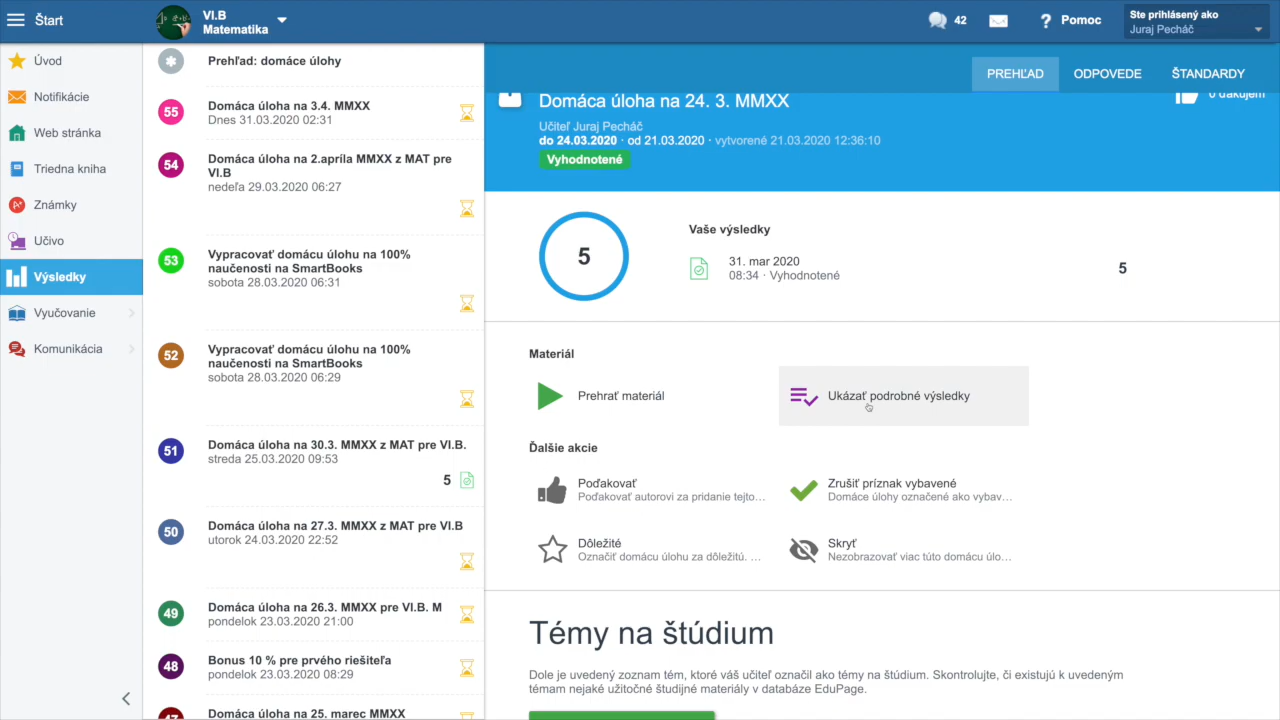 Štart
VI.B
Matematika
42
? Pomoc
Ste prihlásený ako
Juraj Pecháč
Úvod
Notifikácie
Web stránka
Triedna kniha
Známky
Učivo
Výsledky
Vyučovanie
Komunikácia
Prehľad: domáce úlohy
55
Domáca úloha na 3.4. MMXX
Dnes 31.03.2020 02:31
54
Domáca úloha na 2.apríla MMXX z MAT pre
VI.B
nedeľa 29.03.2020 06:27
53
Vypracovať domácu úlohu na 100%
naučenosti na SmartBooks
sobota 28.03.2020 06:31
52
Vypracovať domácu úlohu na 100%
naučenosti na SmartBooks
sobota 28.03.2020 06:29
51
Domáca úloha na 30.3. MMXX z MAT pre VI.B.
streda 25.03.2020 09:53
5
50
Domáca úloha na 27.3. MMXX z MAT pre VI.B
utorok 24.03.2020 22:52
49
Domáca úloha na 26.3. MMXX pre VI.B. M
pondelok 23.03.2020 21:00
48
Bonus 10 % pre prvého riešiteľa
pondelok 23.03.2020 08:29
47
Domáca úloha na 25. marec MMXX
PREHĽAD
ODPOVEDE
ŠTANDARDY
Domáca úloha na 24. 3. MMXX
0 ďakujem
Učiteľ Juraj Pecháč
do 24.03.2020 · od 21.03.2020 · vytvorené 21.03.2020 12:36:10
Vyhodnotené
5
Vaše výsledky
31. mar 2020
08:34 · Vyhodnotené
5
Materiál
Prehrať materiál
Ukázať podrobné výsledky
Ďalšie akcie
Poďakovať
Poďakovať autorovi za pridanie tejto…
Zrušiť príznak vybavené
Domáce úlohy označené ako vybav…
Dôležité
Označiť domácu úlohu za dôležitú. …
Skryť
Nezobrazovať viac túto domácu úlo…
Témy na štúdium
Dole je uvedený zoznam tém, ktoré váš učiteľ označil ako témy na štúdium. Skontrolujte, či existujú k uvedeným
témam nejaké užitočné študijné materiály v databáze EduPage.